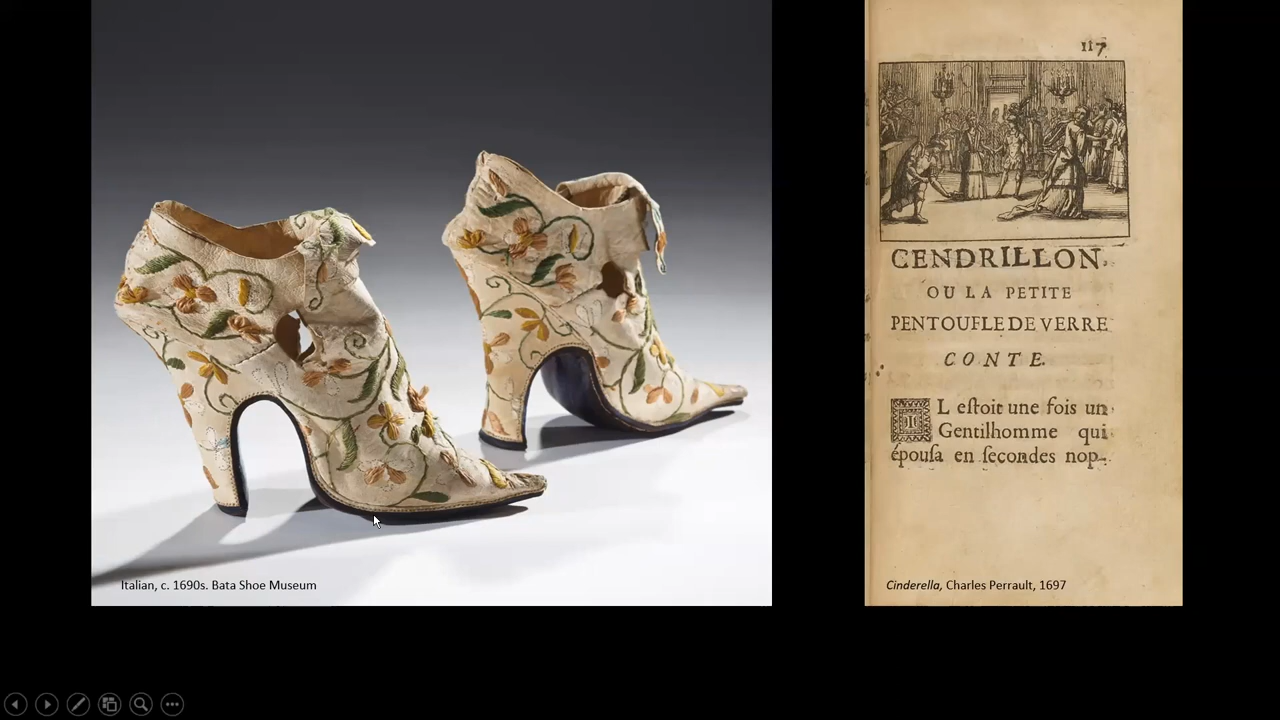 Italian, c. 1690s. Bata Shoe Museum
117
CENDRILLON.
OU LA PETITE
PENTOUFLE DE VERRE
CONTE.
IL eſtoit une fois un
Gentilhomme qui
épouſa en ſecondes nop-
Cinderella, Charles Perrault, 1697